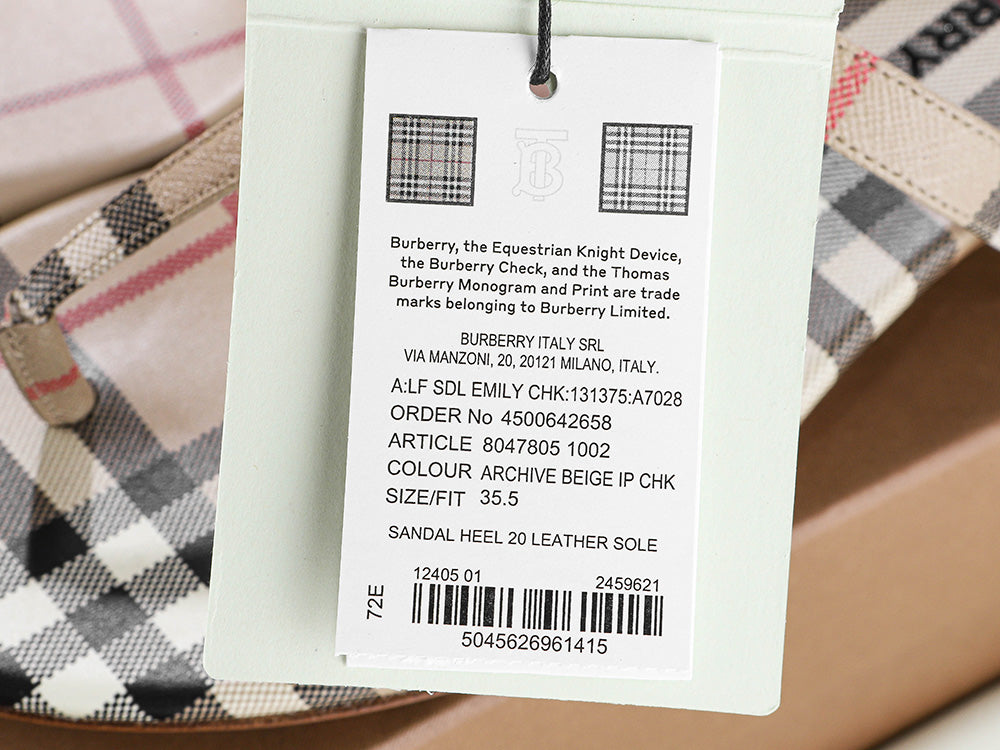 RRY
Burberry, the Equestrian Knight Device,
the Burberry Check, and the Thomas
Burberry Monogram and Print are trade
marks belonging to Burberry Limited.
BURBERRY ITALY SRL
VIA MANZONI, 20, 20121 MILANO, ITALY.
A:LF SDL EMILY CHK:131375:A7028
ORDER No 4500642658
ARTICLE 8047805 1002
COLOUR ARCHIVE BEIGE IP CHK
SIZE/FIT 35.5
SANDAL HEEL 20 LEATHER SOLE
12405 01 2459621
72E
5045626961415